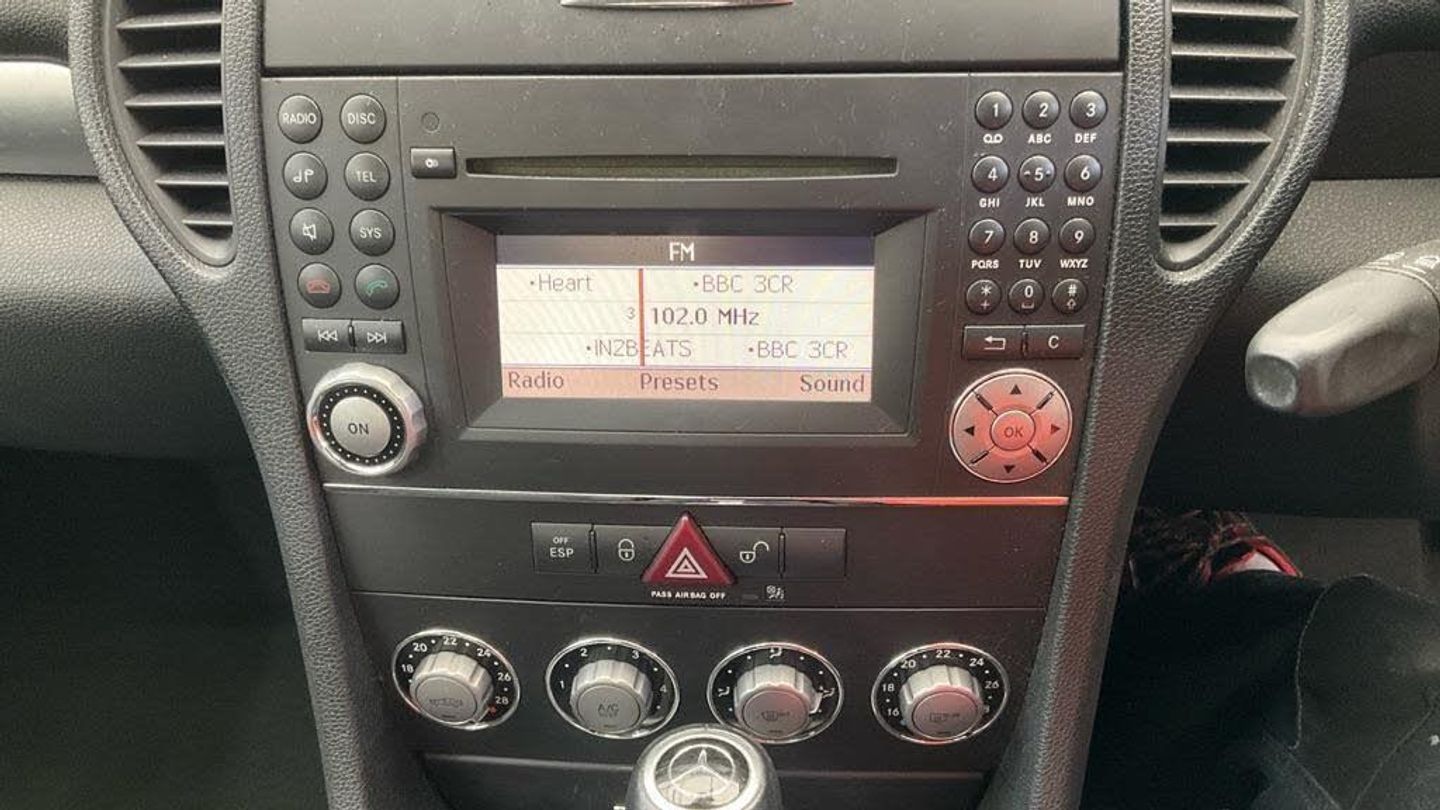 RADIO DISC
TEL
SYS
ON
FM
•Heart •BBC 3CR
3 102.0 MHz
•IN2BEATS •BBC 3CR
Radio Presets Sound
1 2 3
ABC DEF
4 5 6
GHI JKL MNO
7 8 9
PQRS TUV WXYZ
* 0 #
+
C
OK
OFF
ESP
PASS AIR BAG OFF
18 20 22 24 26 28
1 2 3 4
A/C
16 18 20 22 24 26